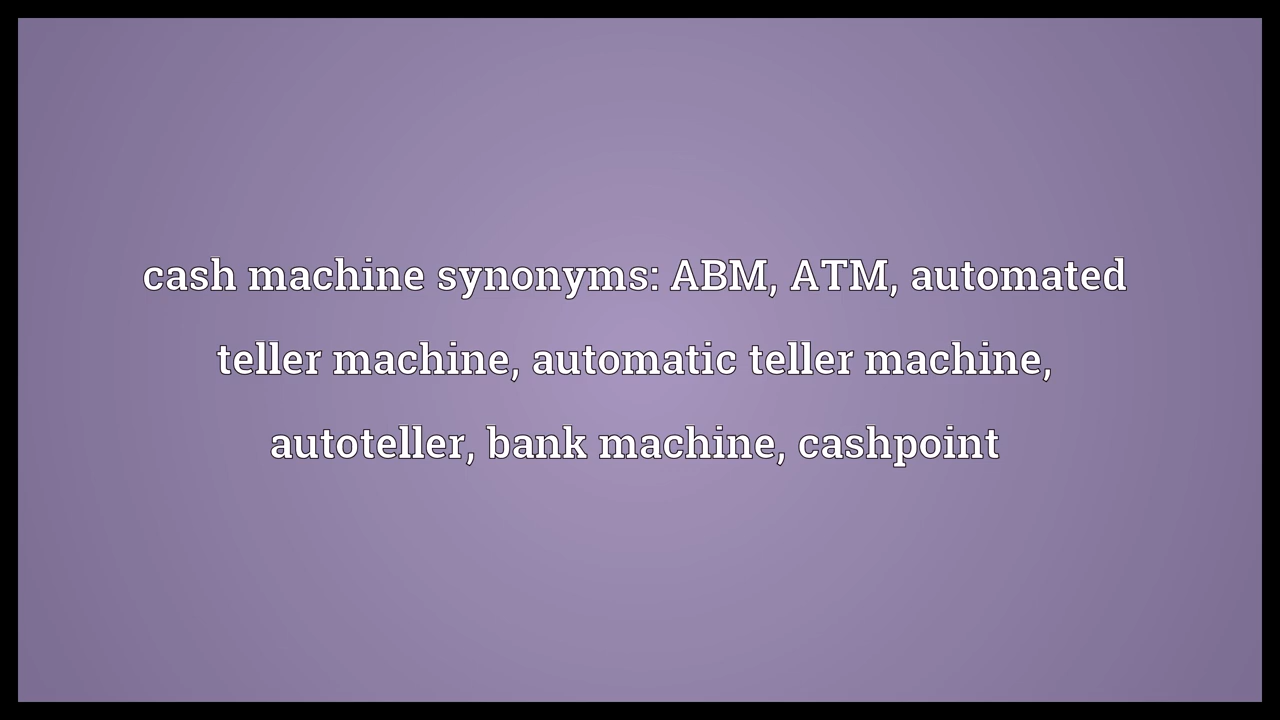 cash machine synonyms: ABM, ATM, automated
teller machine, automatic teller machine,
autoteller, bank machine, cashpoint